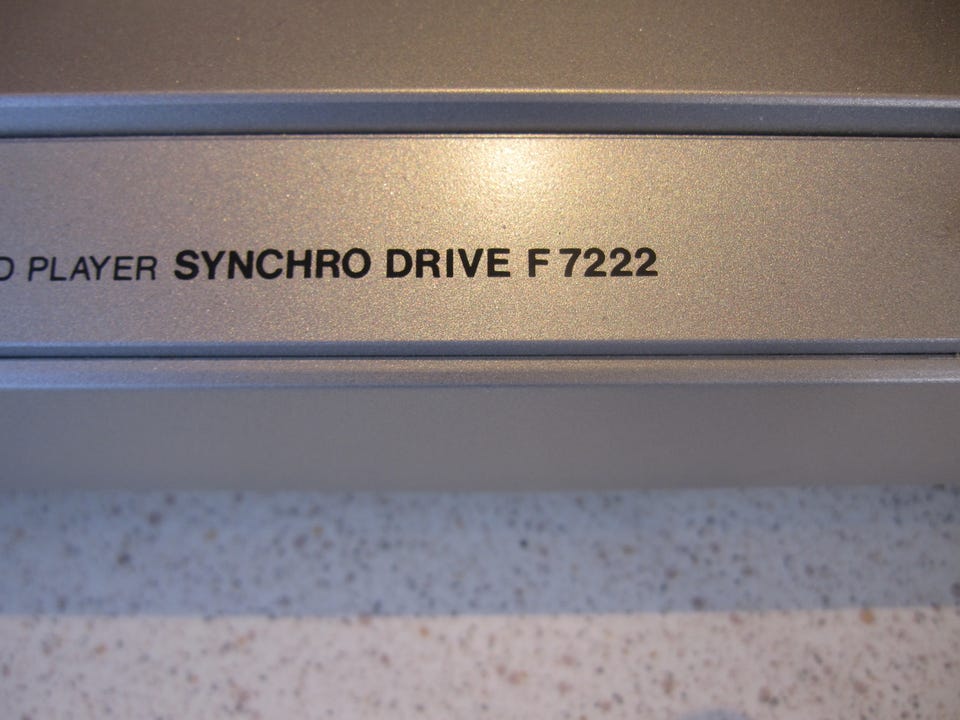 D PLAYER SYNCHRO DRIVE F 7222